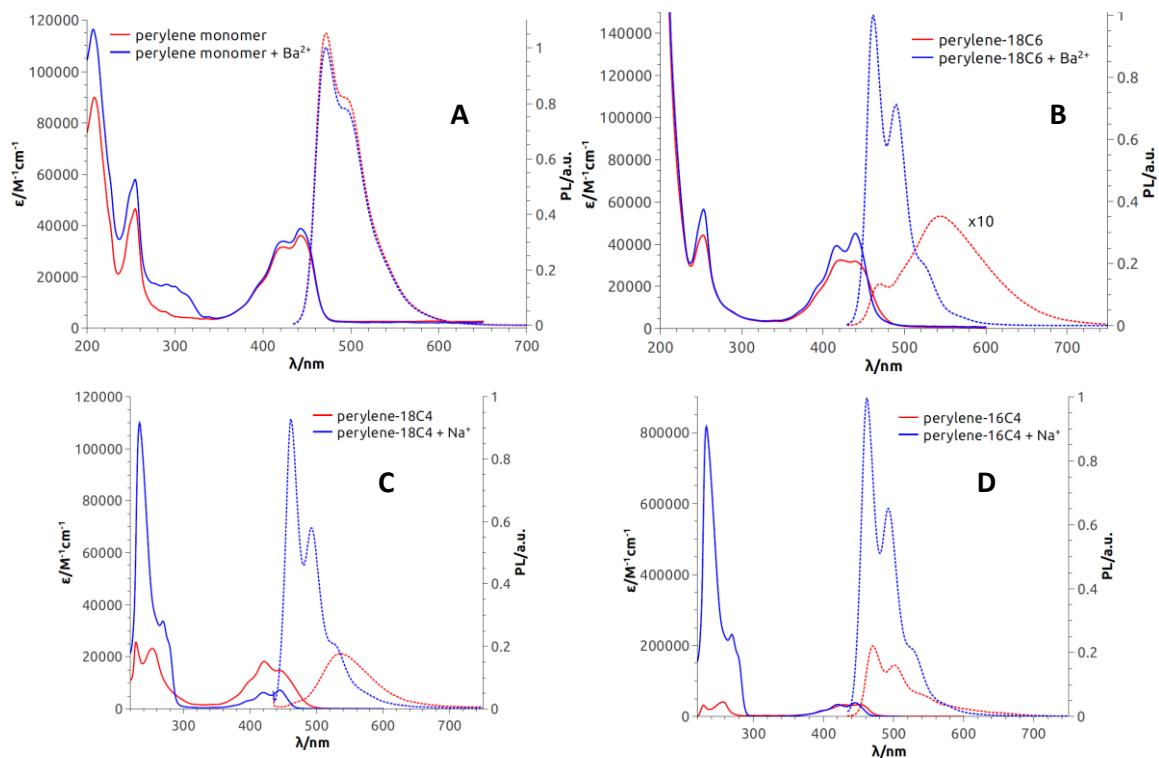 120000
100000
80000
60000
40000
20000
0
ε/M⁻¹cm⁻¹
perylene monomer
perylene monomer + Ba²⁺
A
1
0.8
0.6
0.4
0.2
0
PL/a.u.
200 300 400 500 600 700
λ/nm
140000
120000
100000
80000
60000
40000
20000
0
ε/M⁻¹cm⁻¹
perylene-18C6
perylene-18C6 + Ba²⁺
B
x10
1
0.8
0.6
0.4
0.2
0
PL/a.u.
200 300 400 500 600 700
λ/nm
120000
100000
80000
60000
40000
20000
0
ε/M⁻¹cm⁻¹
perylene-18C4
perylene-18C4 + Na⁺
C
1
0.8
0.6
0.4
0.2
0
PL/a.u.
300 400 500 600 700
λ/nm
800000
600000
400000
200000
0
ε/M⁻¹cm⁻¹
perylene-16C4
perylene-16C4 + Na⁺
D
1
0.8
0.6
0.4
0.2
0
PL/a.u.
200 300 400 500 600 700
λ/nm